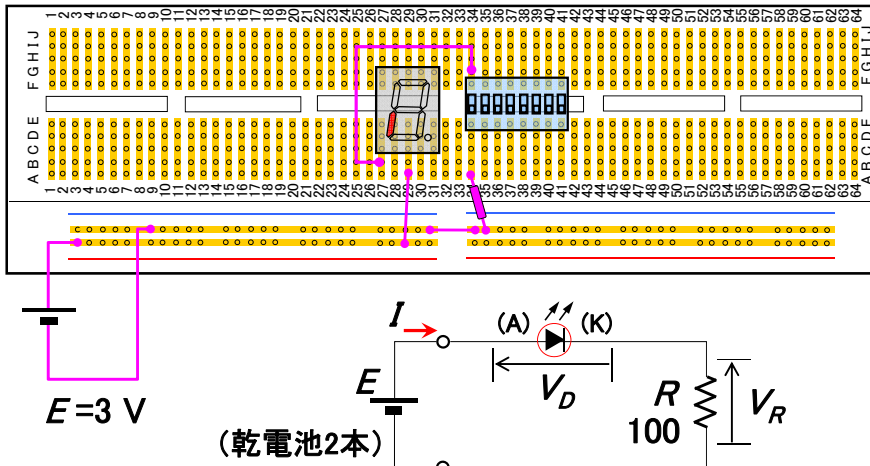 1 2 3 4 5 6 7 8 9 10 11 12 13 14 15 16 17 18 19 20 21 22 23 24 25 26 27 28 29 30 31 32 33 34 35 36 37 38 39 40 41 42 43 44 45 46 47 48 49 50 51 52 53 54 55 56 57 58 59 60 61 62 63 64
F G H I J
F G H I J
A B C D E
A B C D E
1 2 3 4 5 6 7 8 9 10 11 12 13 14 15 16 17 18 19 20 21 22 23 24 25 26 27 28 29 30 31 32 33 34 35 36 37 38 39 40 41 42 43 44 45 46 47 48 49 50 51 52 53 54 55 56 57 58 59 60 61 62 63 64
I
(A)
(K)
E
V_D
R
100
V_R
E=3 V
(乾電池2本)